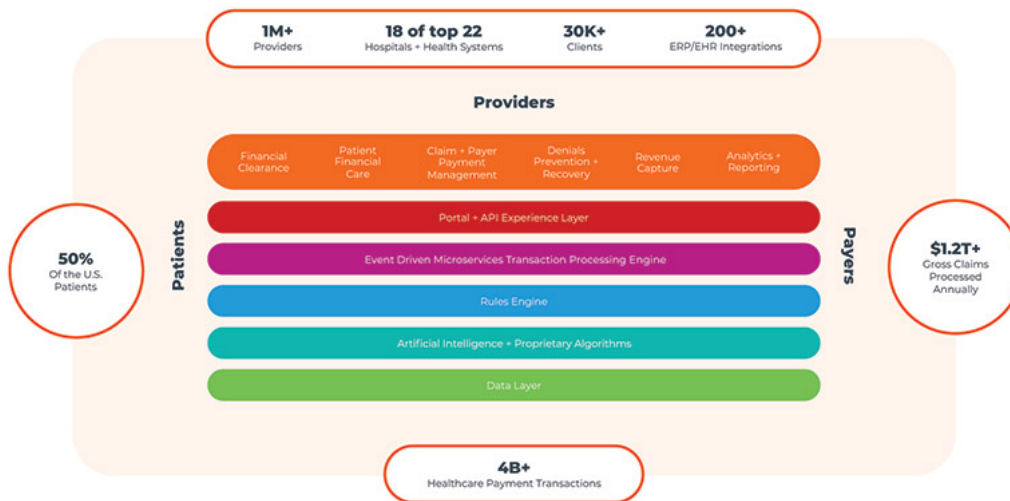 1M+
Providers
18 of top 22
Hospitals + Health Systems
30K+
Clients
200+
ERP/EHR Integrations
Providers
Financial
Clearance
Patient
Financial
Care
Claim + Payer
Payment
Management
Denials
Prevention +
Recovery
Revenue
Capture
Analytics +
Reporting
Portal + API Experience Layer
Patients
Payers
50%
Of the U.S.
Patients
$1.2T+
Gross Claims
Processed
Annually
Event Driven Microservices Transaction Processing Engine
Rules Engine
Artificial Intelligence + Proprietary Algorithms
Data Layer
4B+
Healthcare Payment Transactions